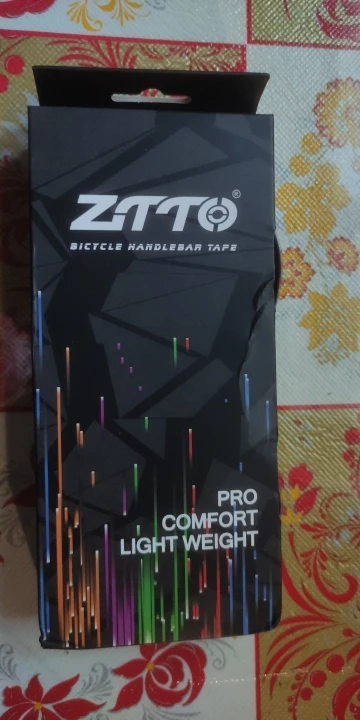 ZTTO®
BICYCLE HANDLEBAR TAPE
PRO
COMFORT
LIGHT WEIGHT